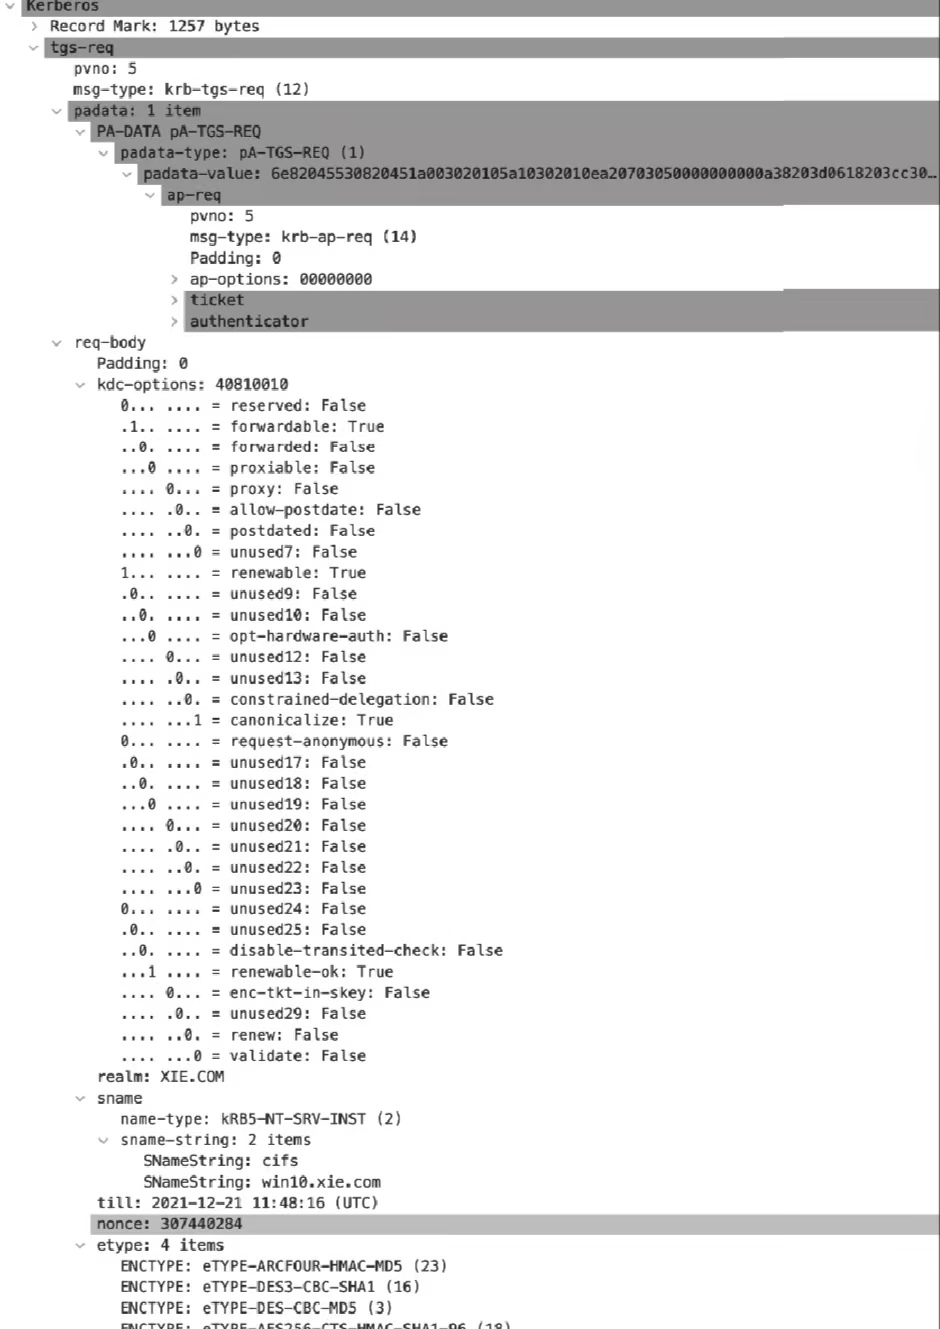 Kerberos
Record Mark: 1257 bytes
tgs-req
pvno: 5
msg-type: krb-tgs-req (12)
padata: 1 item
PA-DATA pA-TGS-REQ
padata-type: pA-TGS-REQ (1)
padata-value: 6e82045530820451a003020105a10302010ea20703050000000000a38203d0618203cc30…
ap-req
pvno: 5
msg-type: krb-ap-req (14)
Padding: 0
ap-options: 00000000
ticket
authenticator
req-body
Padding: 0
kdc-options: 40810010
0... .... = reserved: False
.1.. .... = forwardable: True
..0. .... = forwarded: False
...0 .... = proxiable: False
.... 0... = proxy: False
.... .0.. = allow-postdate: False
.... ..0. = postdated: False
.... ...0 = unused7: False
1... .... = renewable: True
.0.. .... = unused9: False
..0. .... = unused10: False
...0 .... = opt-hardware-auth: False
.... 0... = unused12: False
.... .0.. = unused13: False
.... ..0. = constrained-delegation: False
.... ...1 = canonicalize: True
0... .... = request-anonymous: False
.0.. .... = unused17: False
..0. .... = unused18: False
...0 .... = unused19: False
.... 0... = unused20: False
.... .0.. = unused21: False
.... ..0. = unused22: False
.... ...0 = unused23: False
0... .... = unused24: False
.0.. .... = unused25: False
..0. .... = disable-transited-check: False
...1 .... = renewable-ok: True
.... 0... = enc-tkt-in-skey: False
.... .0.. = unused29: False
.... ..0. = renew: False
.... ...0 = validate: False
realm: XIE.COM
sname
name-type: kRB5-NT-SRV-INST (2)
sname-string: 2 items
SNameString: cifs
SNameString: win10.xie.com
till: 2021-12-21 11:48:16 (UTC)
nonce: 307440284
etype: 4 items
ENCTYPE: eTYPE-ARCFOUR-HMAC-MD5 (23)
ENCTYPE: eTYPE-DES3-CBC-SHA1 (16)
ENCTYPE: eTYPE-DES-CBC-MD5 (3)
ENCTYPE: eTYPE-AES256-CTS-HMAC-SHA1-96 (18)